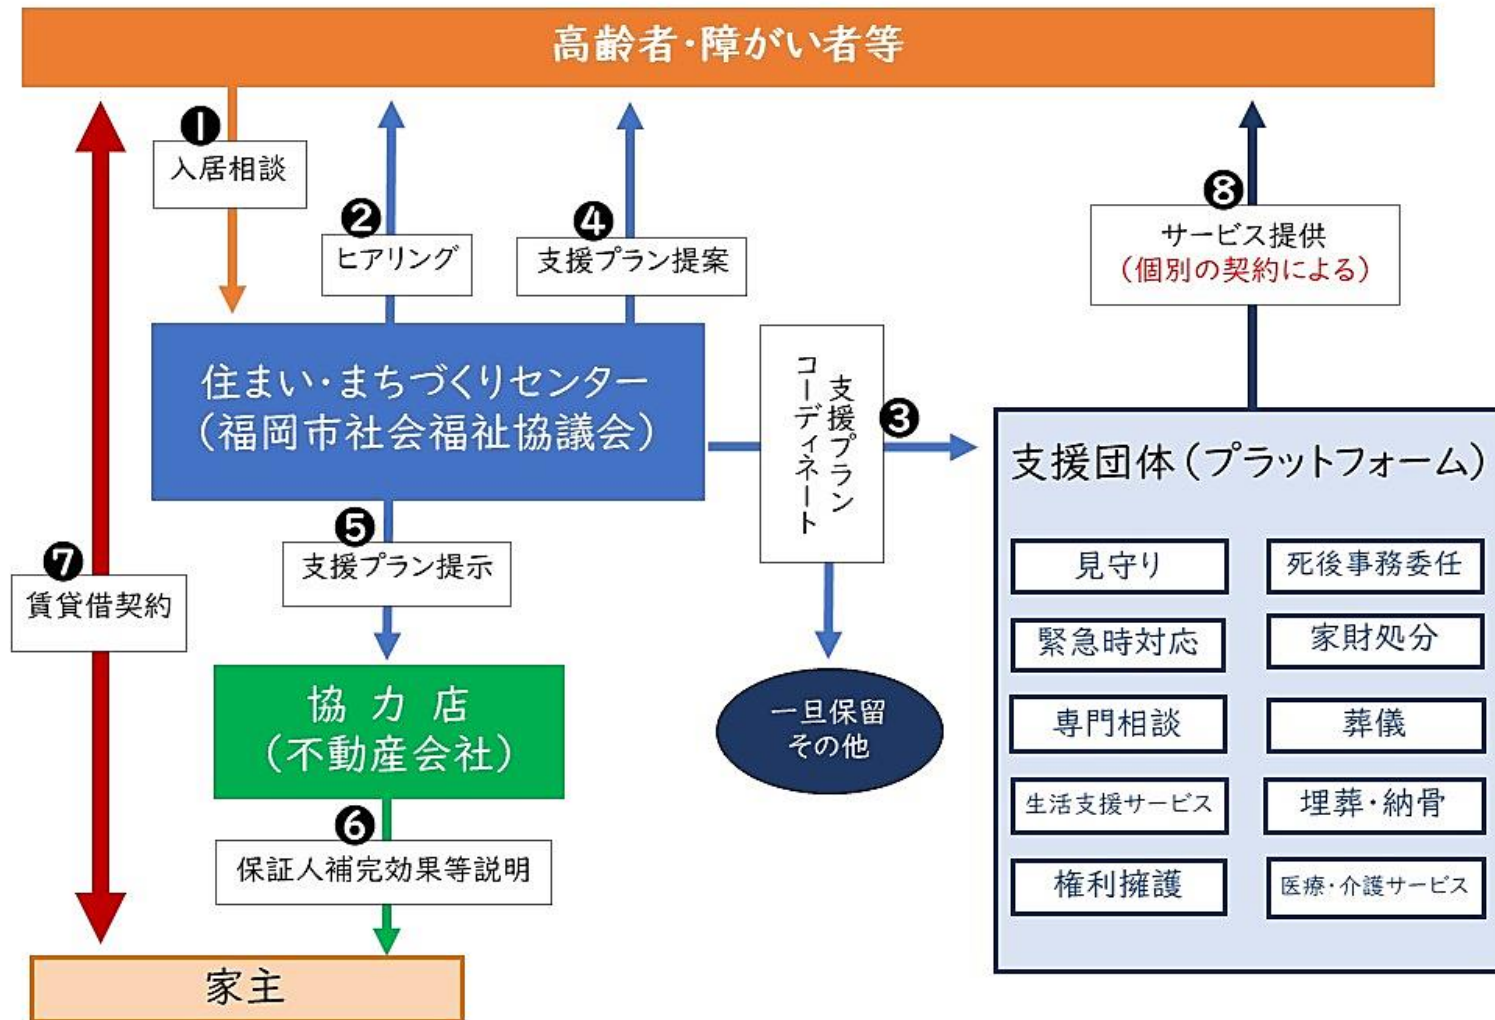 高齢者・障がい者等
❶
入居相談
❷
ヒアリング
❹
支援プラン提案
❽
サービス提供
(個別の契約による)
住まい・まちづくりセンター
(福岡市社会福祉協議会)
支援プラン
コーディネート
❸
❺
支援プラン提示
❼
賃貸借契約
協力店
(不動産会社)
一旦保留
その他
❻
保証人補完効果等説明
家主
支援団体(プラットフォーム)
見守り
死後事務委任
緊急時対応
家財処分
専門相談
葬儀
生活支援サービス
埋葬・納骨
権利擁護
医療・介護サービス